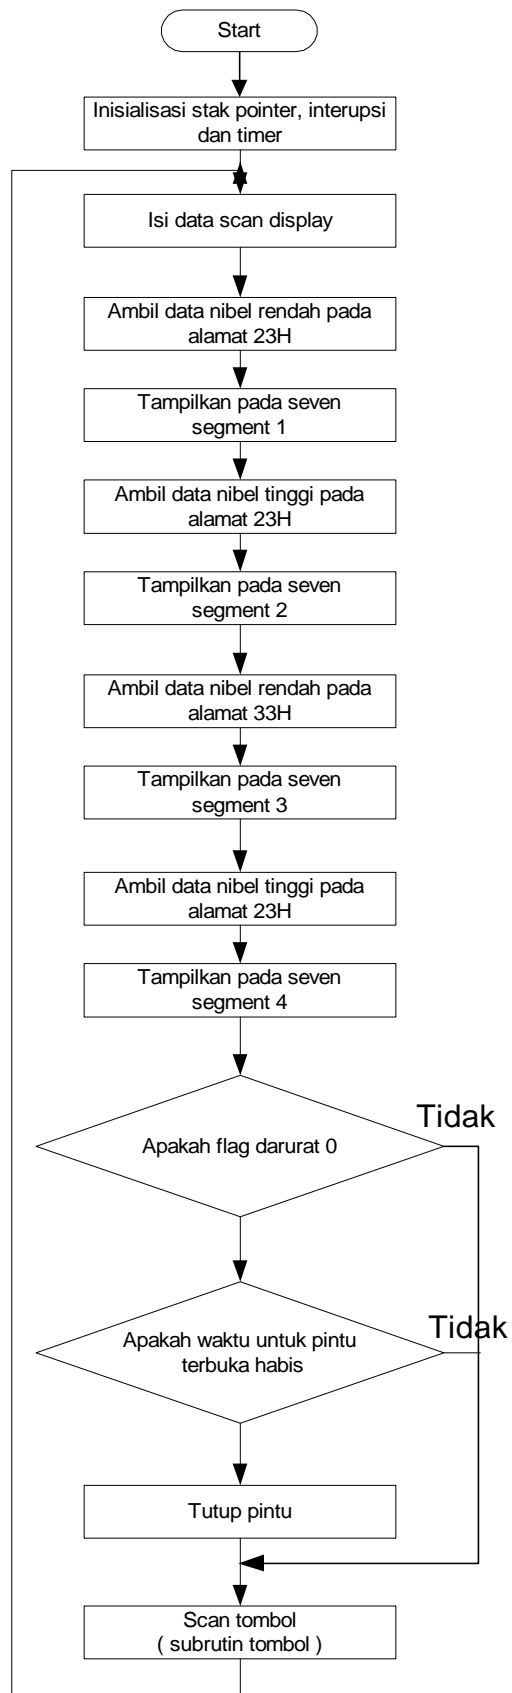 Start
Inisialisasi stak pointer, interupsi
dan timer
Isi data scan display
Ambil data nibel rendah pada
alamat 23H
Tampilkan pada seven
segment 1
Ambil data nibel tinggi pada
alamat 23H
Tampilkan pada seven
segment 2
Ambil data nibel rendah pada
alamat 33H
Tampilkan pada seven
segment 3
Ambil data nibel tinggi pada
alamat 23H
Tampilkan pada seven
segment 4
Tidak
Apakah flag darurat 0
Tidak
Apakah waktu untuk pintu
terbuka habis
Tutup pintu
Scan tombol
( subrutin tombol )